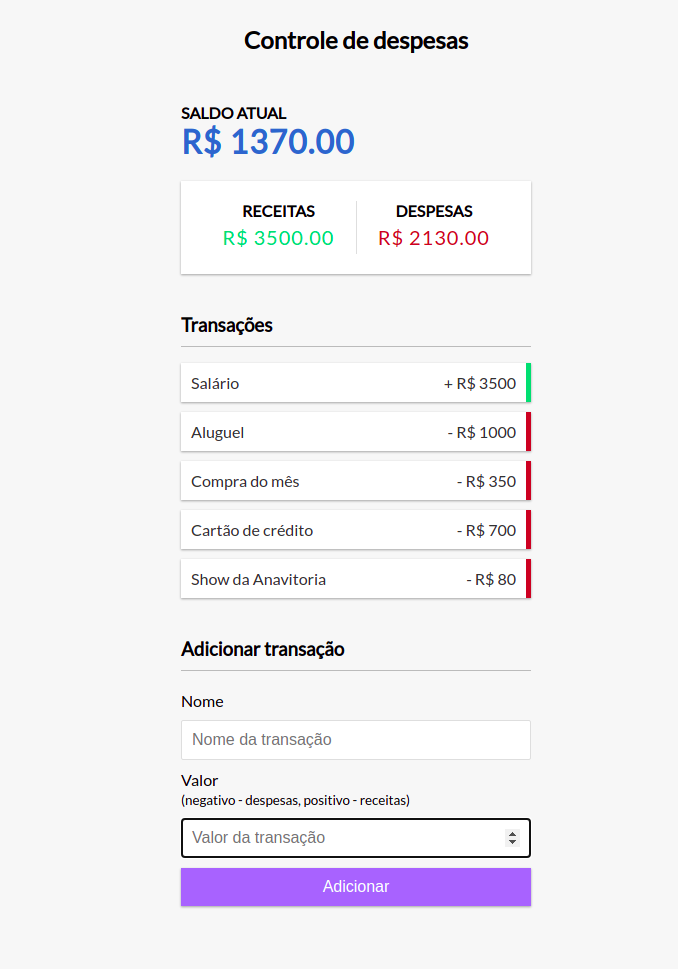 Controle de despesas
SALDO ATUAL
R$ 1370.00
RECEITAS
R$ 3500.00
DESPESAS
R$ 2130.00
Transações
Salário + R$ 3500
Aluguel - R$ 1000
Compra do mês - R$ 350
Cartão de crédito - R$ 700
Show da Anavitoria - R$ 80
Adicionar transação
Nome
Nome da transação
Valor
(negativo - despesas, positivo - receitas)
Valor da transação
Adicionar